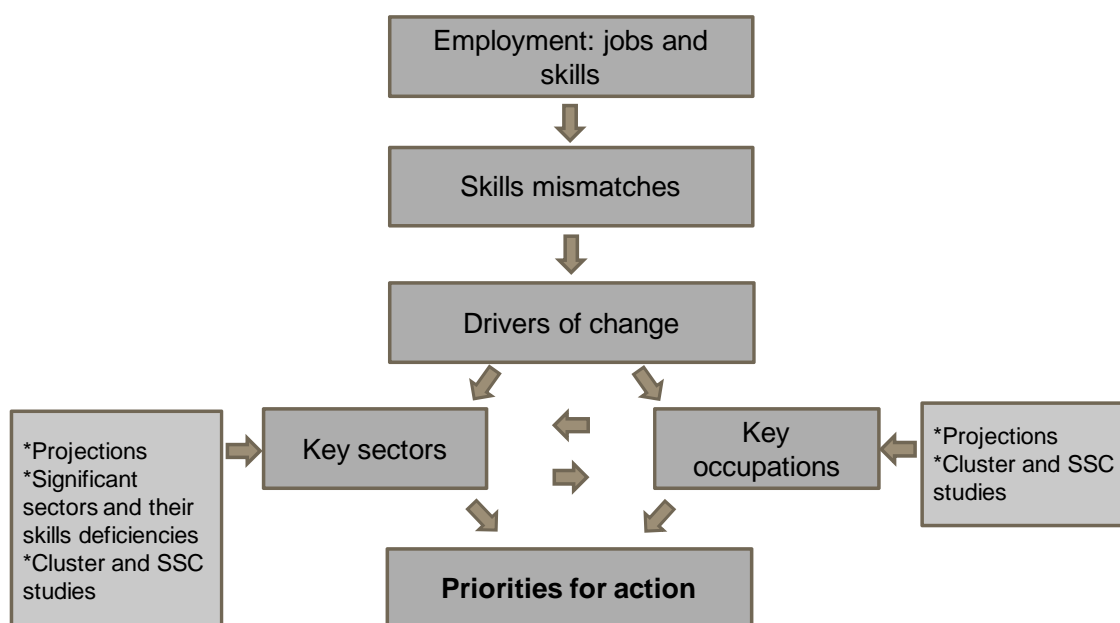 Employment: jobs and
skills
Skills mismatches
Drivers of change
*Projections
*Significant
sectors and their
skills deficiencies
*Cluster and SSC
studies
Key sectors
Key
occupations
*Projections
*Cluster and SSC
studies
Priorities for action